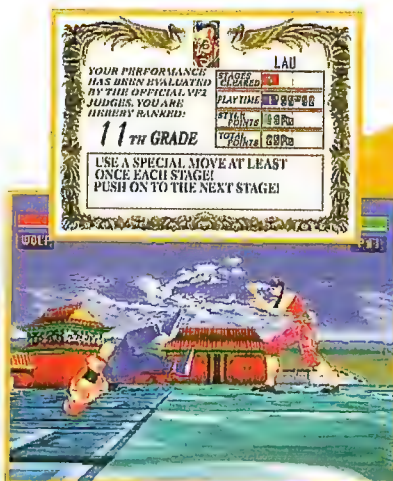 LAU
YOUR PERFORMANCE
HAS BEEN EVALUATED
BY THE OFFICIAL VF2
JUDGES. YOU ARE
HEREBY RANKED:
11TH GRADE
STAGES
CLEARED
PLAY TIME
STYLE
POINTS
TOTAL
POINTS
USE A SPECIAL MOVE AT LEAST
ONCE EACH STAGE!
PUSH ON TO THE NEXT STAGE!
WOLF
PAI